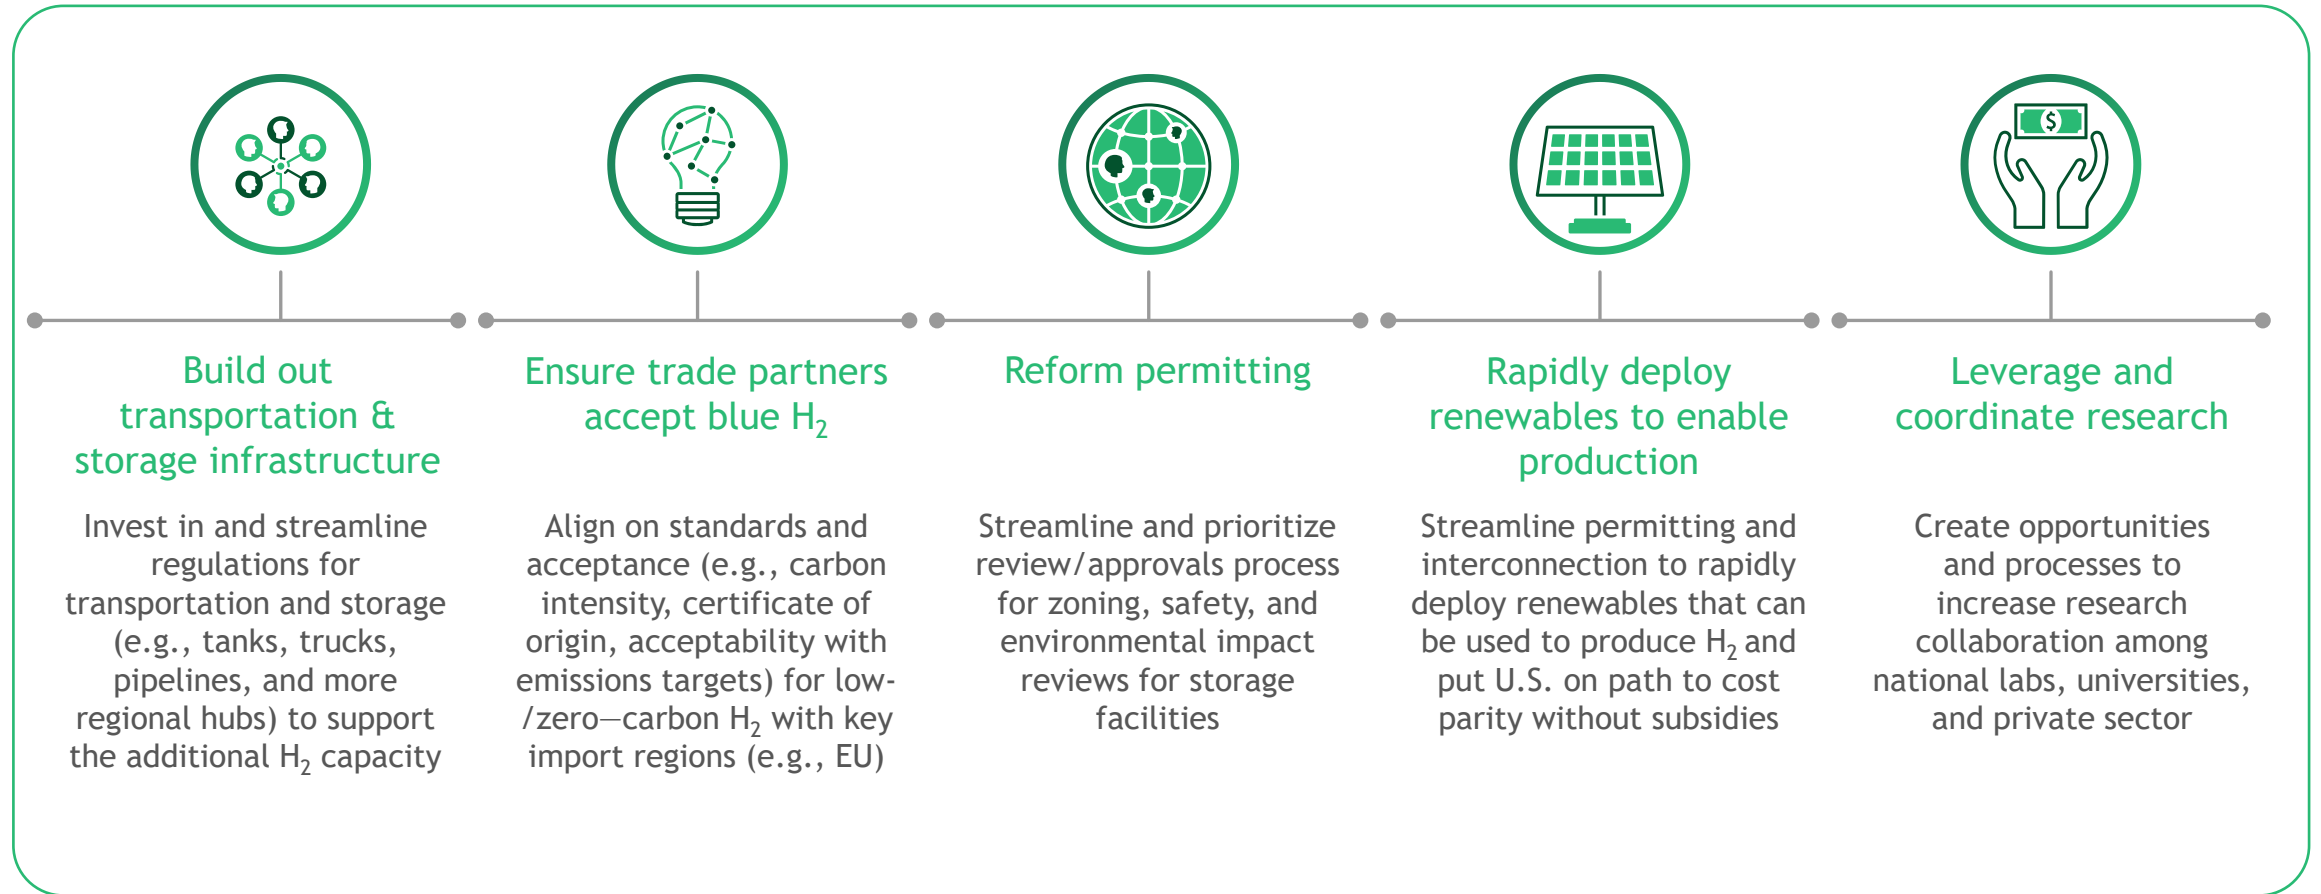 Build out
transportation &
storage infrastructure
Invest in and streamline
regulations for
transportation and storage
(e.g., tanks, trucks,
pipelines, and more
regional hubs) to support
the additional H₂ capacity
Ensure trade partners
accept blue H₂
Align on standards and
acceptance (e.g., carbon
intensity, certificate of
origin, acceptability with
emissions targets) for low-
/zero—carbon H₂ with key
import regions (e.g., EU)
Reform permitting
Streamline and prioritize
review/approvals process
for zoning, safety, and
environmental impact
reviews for storage
facilities
Rapidly deploy
renewables to enable
production
Streamline permitting and
interconnection to rapidly
deploy renewables that can
be used to produce H₂ and
put U.S. on path to cost
parity without subsidies
$
Leverage and
coordinate research
Create opportunities
and processes to
increase research
collaboration among
national labs, universities,
and private sector